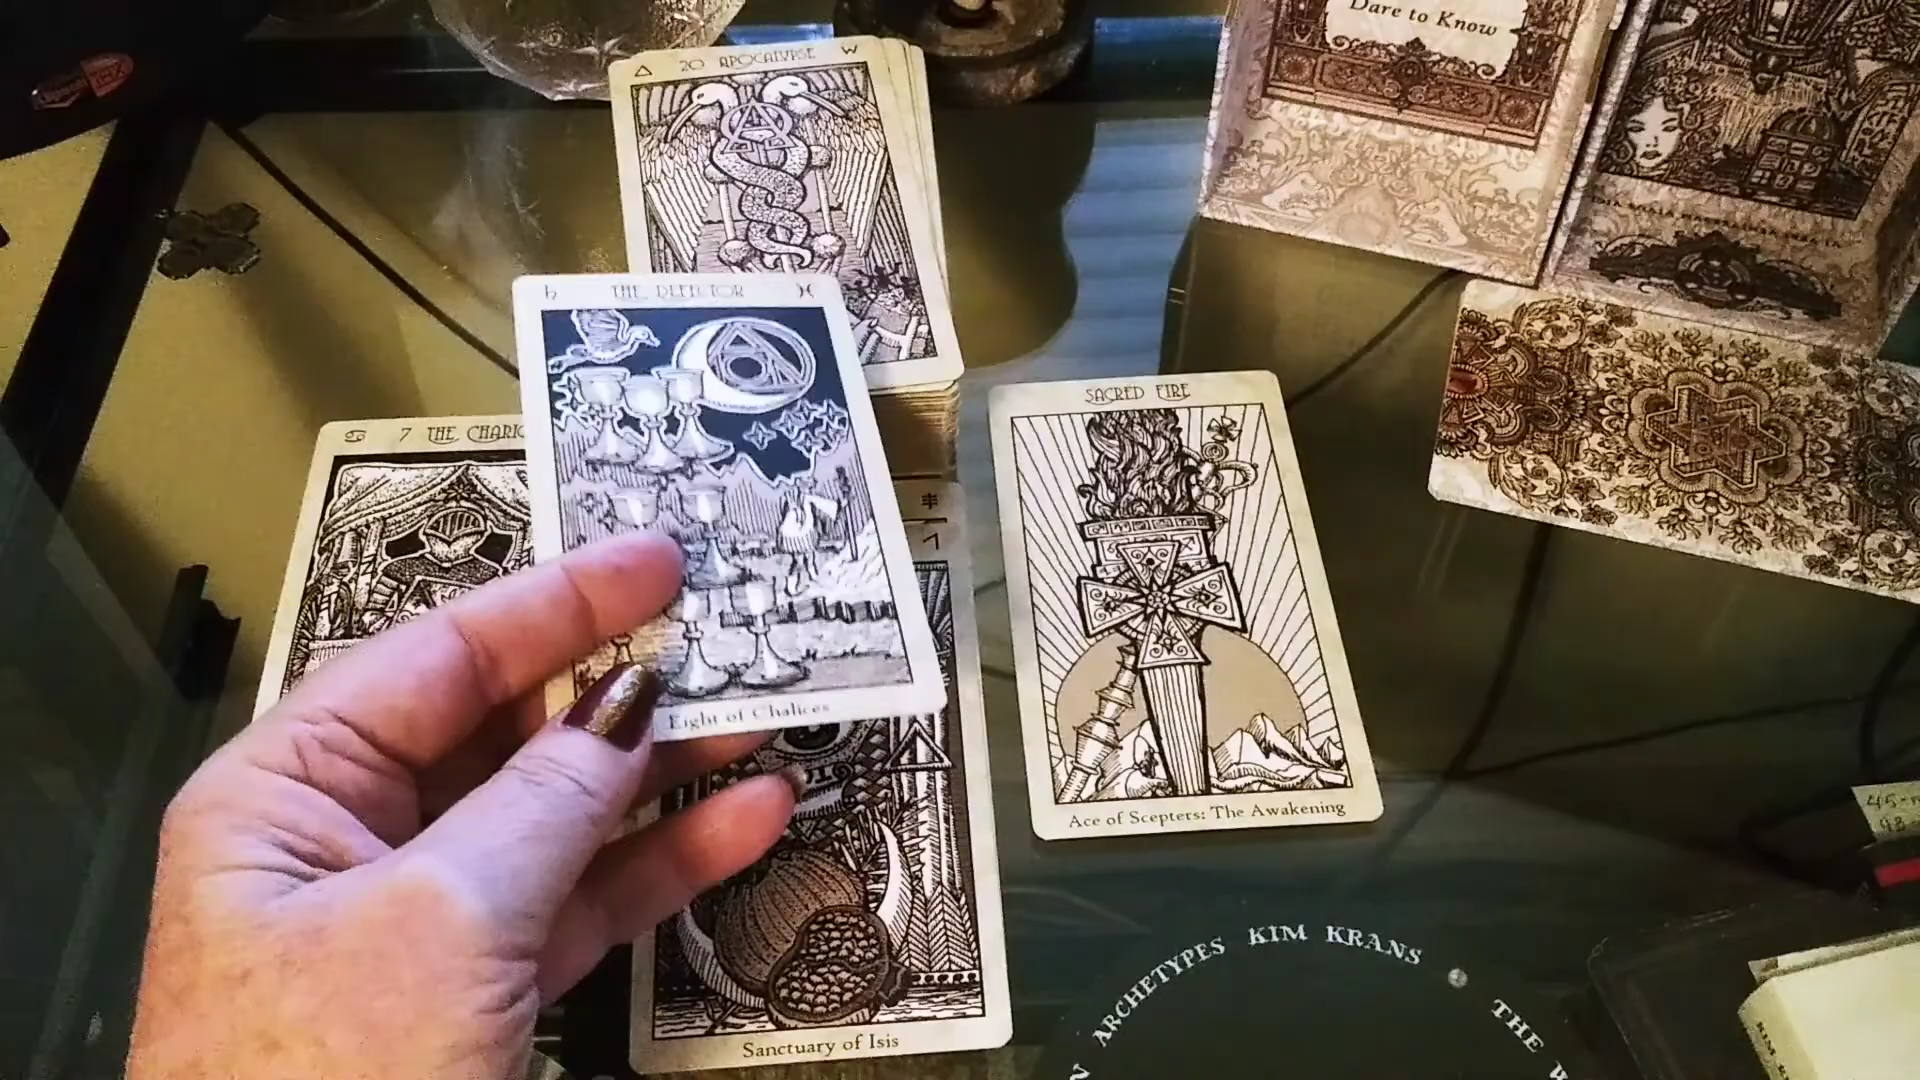 Dare to Know
20 APOCALYPSE
THE DEFECTOR
7 THE CHARIO
SACRED FIRE
Eight of Chalices
Ace of Scepters: The Awakening
Sanctuary of Isis
ARCHETYPES KIM KRANS
THE W